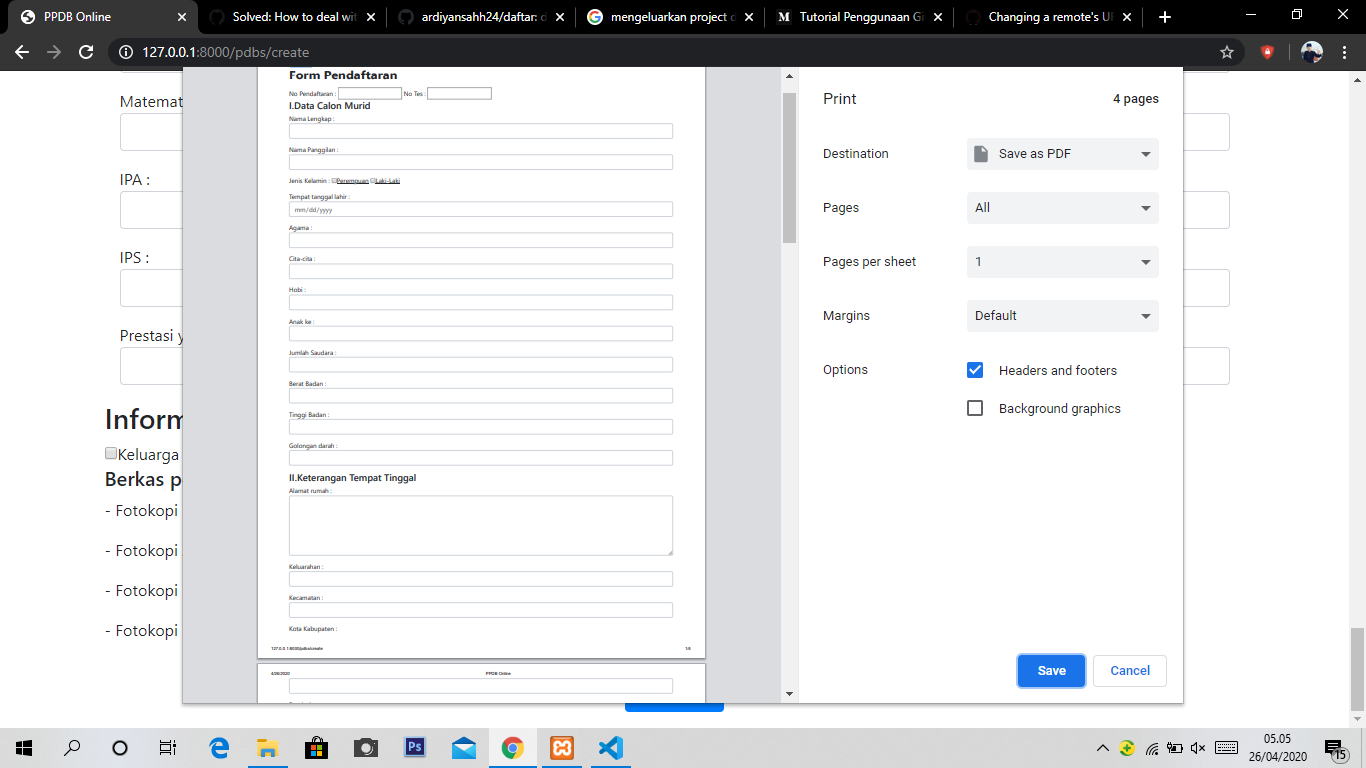 PPDB Online
Solved: How to deal wit
ardiyansahh24/daftar: d
mengeluarkan project d
Tutorial Penggunaan Gi
Changing a remote's U
127.0.0.1:8000/pdbs/create
Matemat
IPA :
IPS :
Prestasi y
Inform
Keluarga
Berkas p
- Fotokopi
- Fotokopi
- Fotokopi
- Fotokopi
Form Pendaftaran
No Pendaftaran : No Tes :
I.Data Calon Murid
Nama Lengkap :
Nama Panggilan :
Jenis Kelamin : Perempuan Laki-Laki
Tempat tanggal lahir :
mm/dd/yyyy
Agama :
Cita-cita :
Hobi :
Anak ke :
Jumlah Saudara :
Berat Badan :
Tinggi Badan :
Golongan darah :
II.Keterangan Tempat Tinggal
Alamat rumah :
Keluarahan :
Kecamatan :
Kota Kabupaten :
127.0.0.1:8000/pdbs/create
4/26/2020 PPDB Online
Print 4 pages
Destination Save as PDF
Pages All
Pages per sheet 1
Margins Default
Options Headers and footers
Background graphics
Save Cancel
Ps
05.05
26/04/2020
15